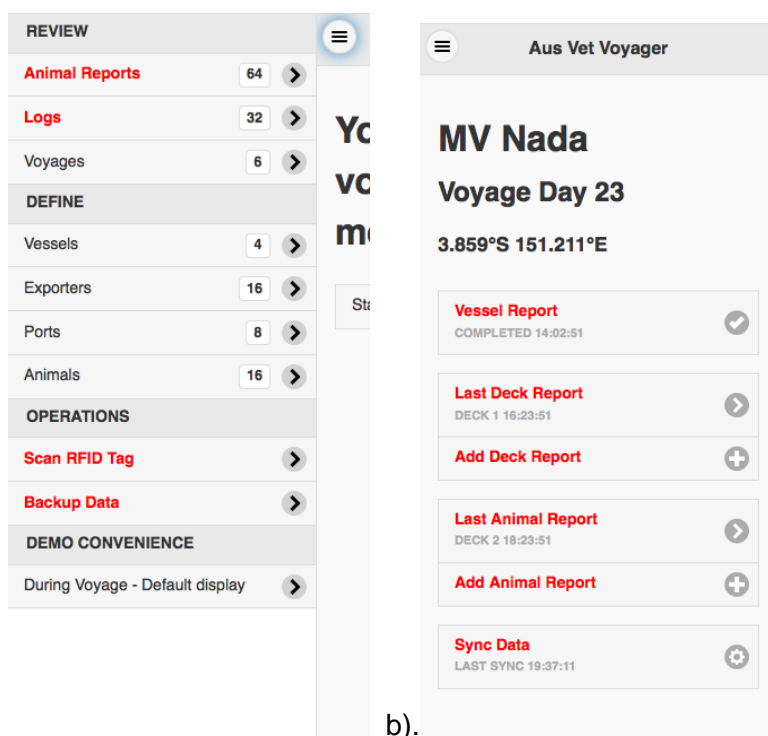 REVIEW
Animal Reports 64
Logs 32
Voyages 6
DEFINE
Vessels 4
Exporters 16
Ports 8
Animals 16
OPERATIONS
Scan RFID Tag
Backup Data
DEMO CONVENIENCE
During Voyage - Default display
Yo
vo
m
Sta
Aus Vet Voyager
MV Nada
Voyage Day 23
3.859°S 151.211°E
Vessel Report
COMPLETED 14:02:51
Last Deck Report
DECK 1 16:23:51
Add Deck Report
Last Animal Report
DECK 2 18:23:51
Add Animal Report
Sync Data
LAST SYNC 19:37:11
b).